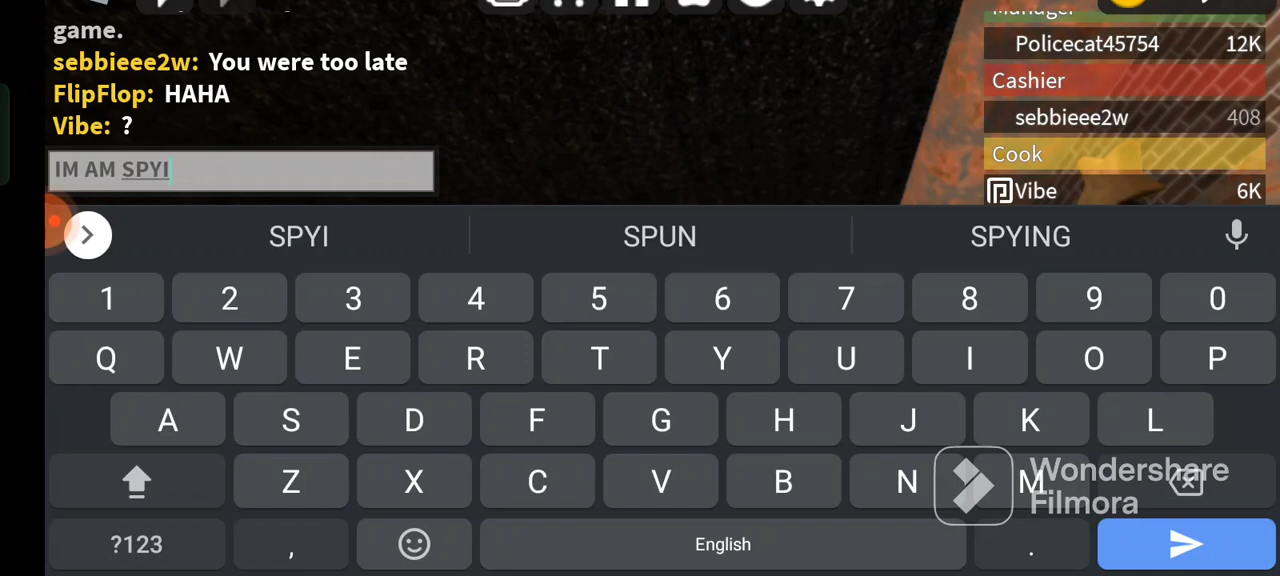 game.
sebbieee2w: You were too late
FlipFlop: HAHA
Vibe: ?
IM AM SPYI
Manager
Policecat45754 12K
Cashier
sebbieee2w 408
Cook
Vibe 6K
SPYI SPUN SPYING
1 2 3 4 5 6 7 8 9 0
Q W E R T Y U I O P
A S D F G H J K L
Z X C V B N M
Wondershare
Filmora
?123 , English .